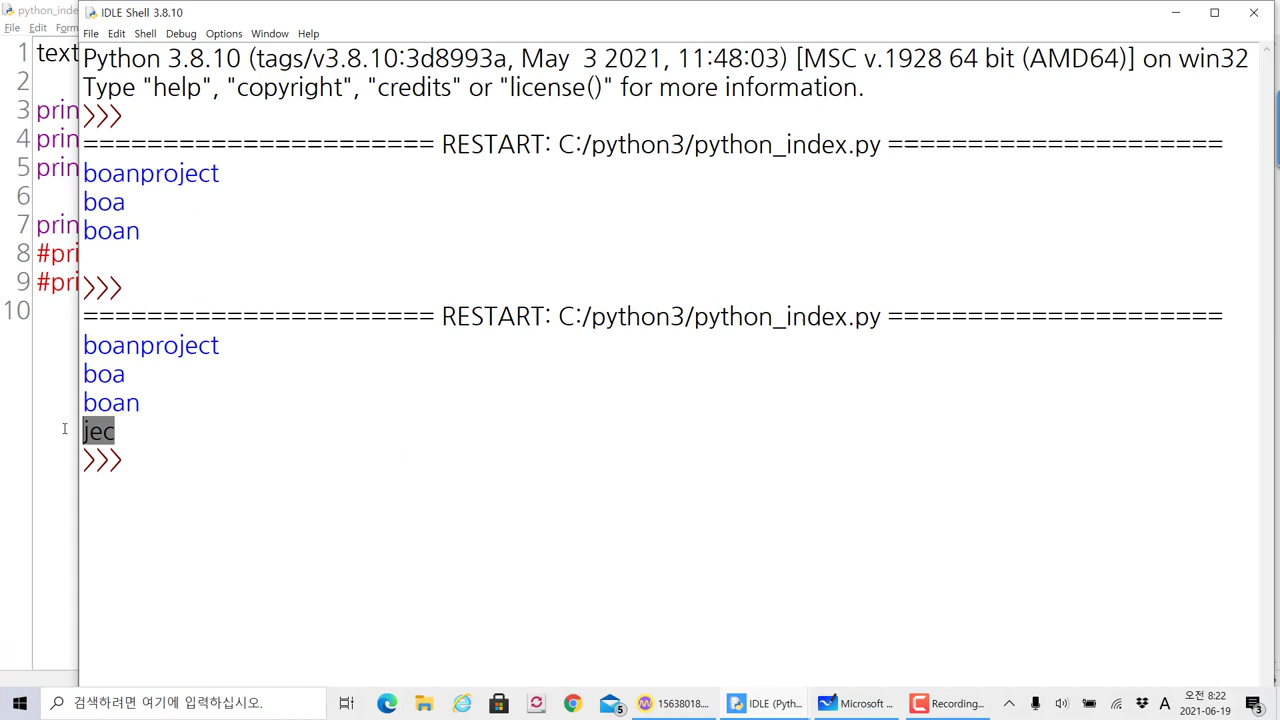 python_inde
IDLE Shell 3.8.10
File Edit Form
File Edit Shell Debug Options Window Help
1 text
2
3 prin
4 prin
5 prin
6
7 prin
8 #pri
9 #pri
10
Python 3.8.10 (tags/v3.8.10:3d8993a, May  3 2021, 11:48:03) [MSC v.1928 64 bit (AMD64)] on win32
Type "help", "copyright", "credits" or "license()" for more information.
>>>
====================== RESTART: C:/python3/python_index.py =====================
boanproject
boa
boan
>>>
====================== RESTART: C:/python3/python_index.py =====================
boanproject
boa
boan
jec
>>>
검색하려면 여기에 입력하십시오.
5
15638018...
IDLE (Pyth...
Microsoft ...
Recording...
A
오전 8:22
2021-06-19
3